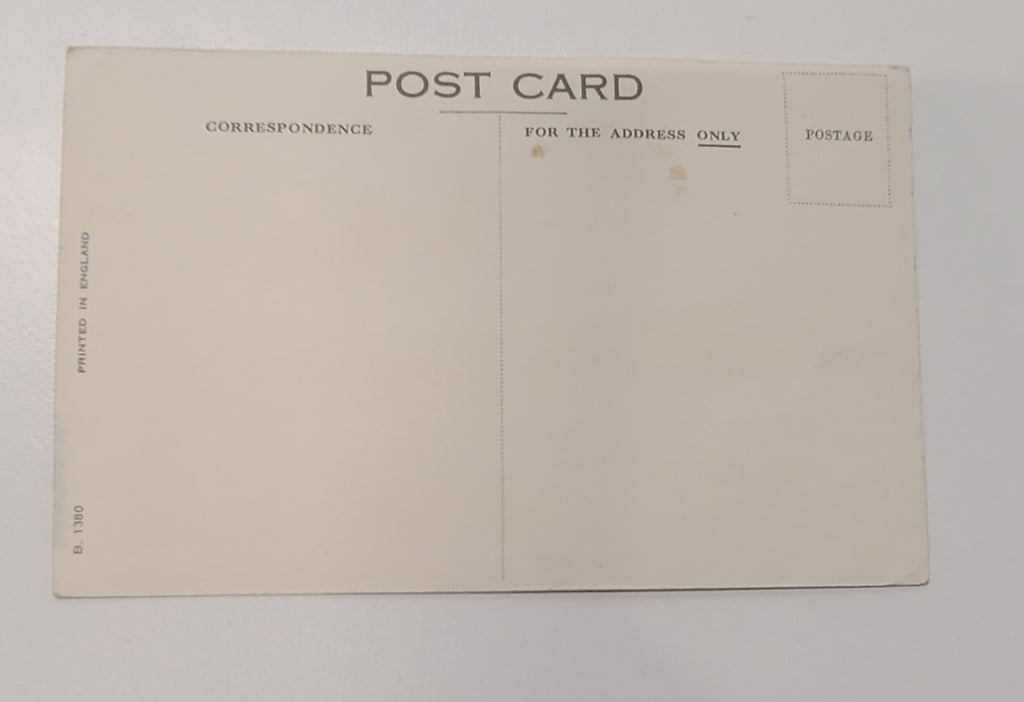 POST CARD
CORRESPONDENCE
FOR THE ADDRESS ONLY
POSTAGE
PRINTED IN ENGLAND
B. 1380